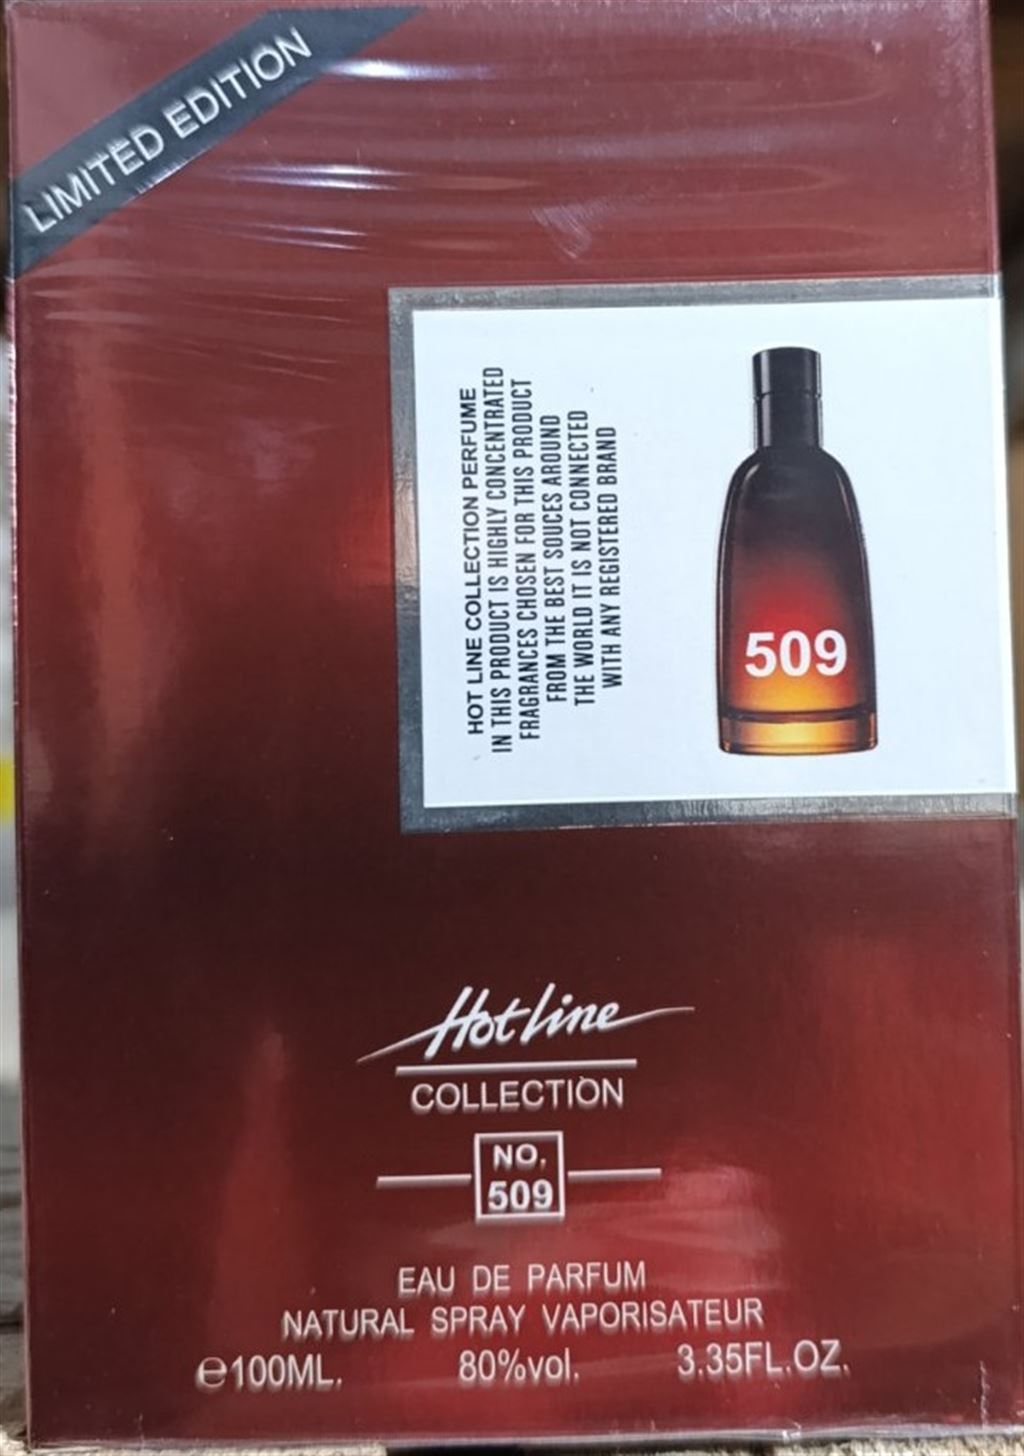 LIMITED EDITION
HOT LINE COLLECTION PERFUME
IN THIS PRODUCT IS HIGHLY CONCENTRATED
FRAGRANCES CHOSEN FOR THIS PRODUCT
FROM THE BEST SOUCES AROUND
THE WORLD IT IS NOT CONNECTED
WITH ANY REGISTERED BRAND
509
Hot line
COLLECTION
NO.
509
EAU DE PARFUM
NATURAL SPRAY VAPORISATEUR
℮100ML. 80%vol. 3.35FL.OZ.